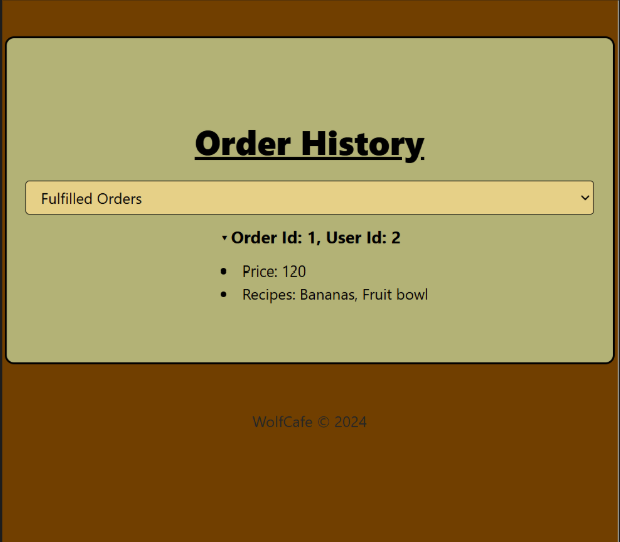 Order History
Fulfilled Orders
Order Id: 1, User Id: 2
Price: 120
Recipes: Bananas, Fruit bowl
WolfCafe © 2024